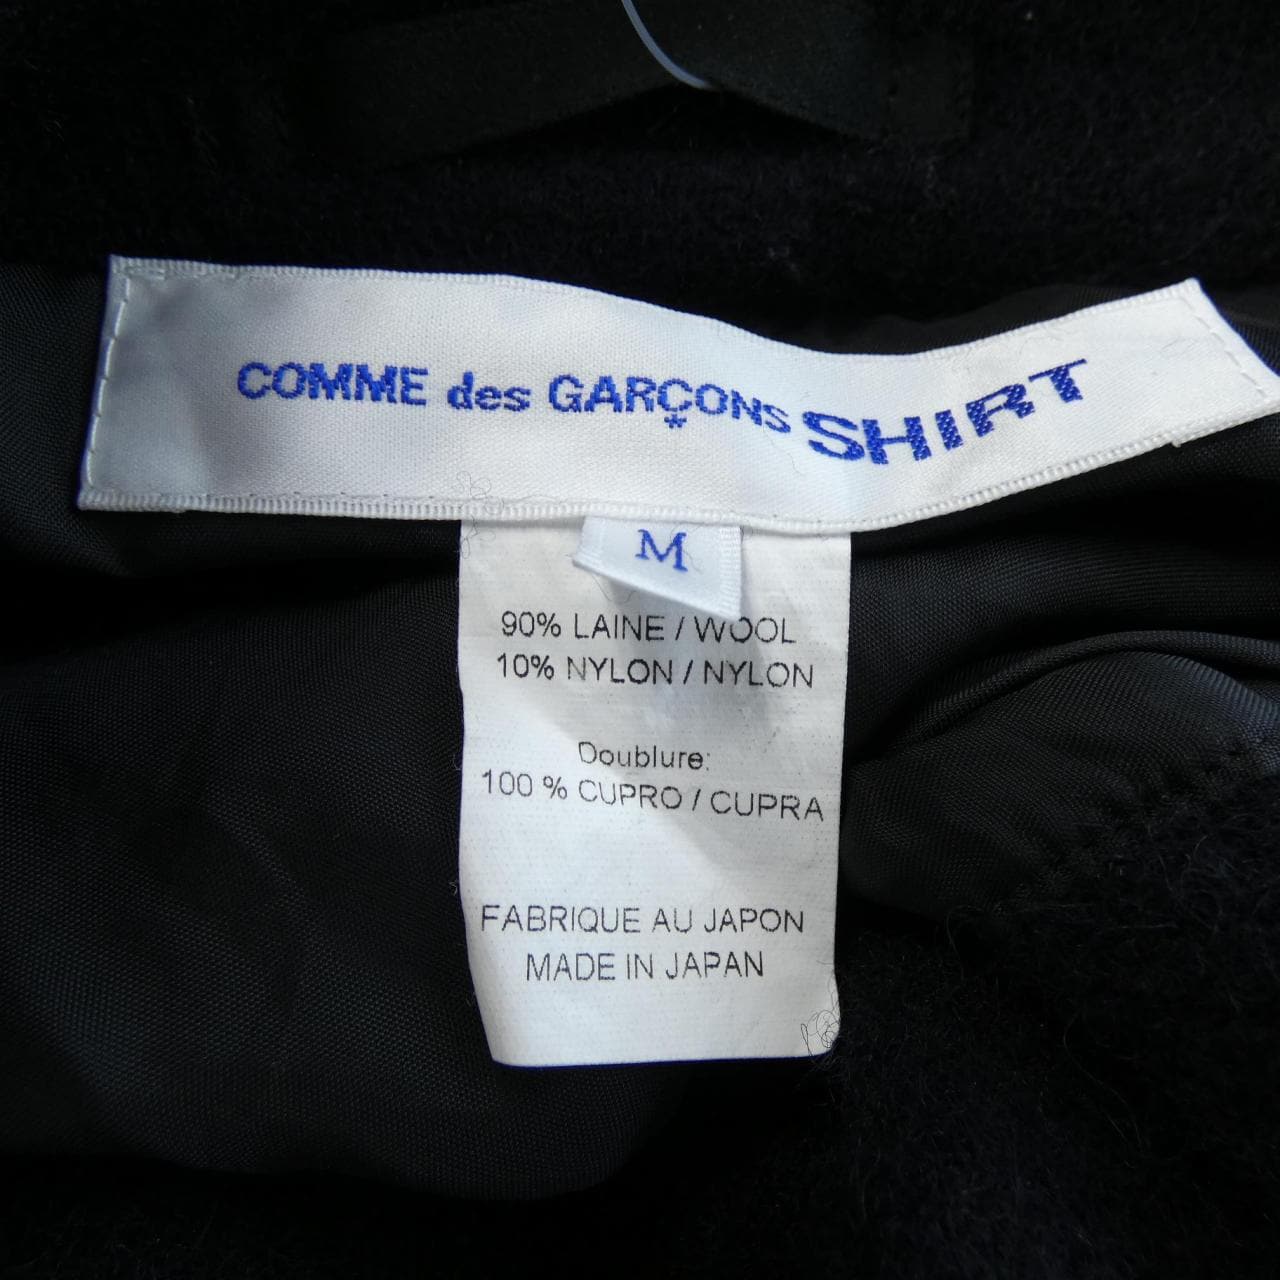 COMME des GARÇONS SHIRT
*
M
90% LAINE / WOOL
10% NYLON / NYLON
Doublure:
100 % CUPRO / CUPRA
FABRIQUE AU JAPON
MADE IN JAPAN